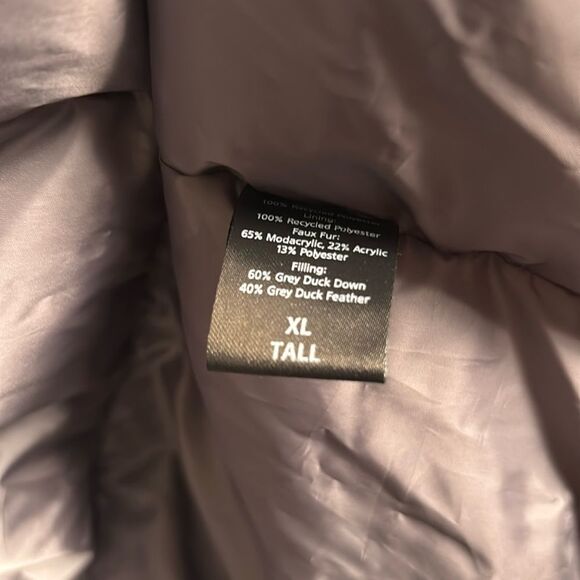 100% Recycled Polyester
Lining:
100% Recycled Polyester
Faux Fur:
65% Modacrylic, 22% Acrylic
13% Polyester
Filling:
60% Grey Duck Down
40% Grey Duck Feather
XL
TALL